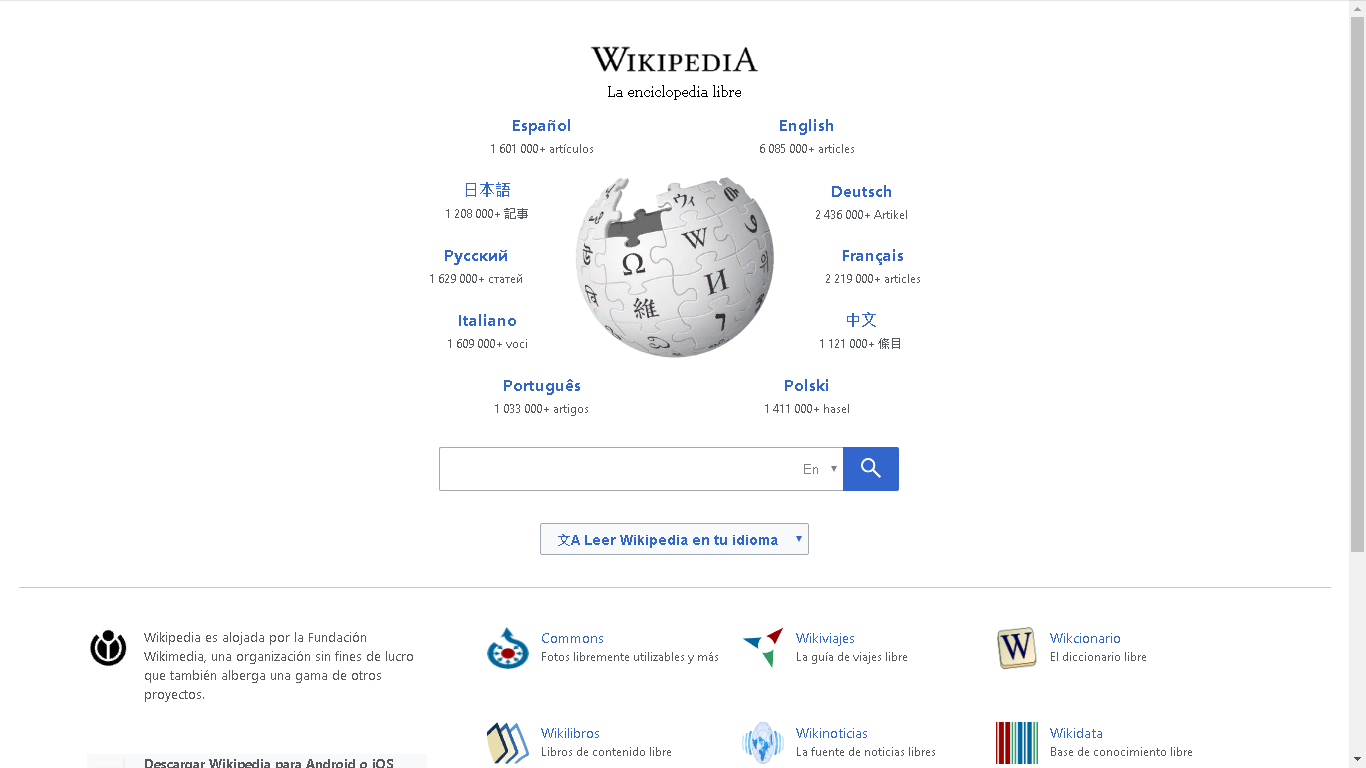 WIKIPEDIA
La enciclopedia libre
Español
1 601 000+ artículos
English
6 085 000+ articles
日本語
1 208 000+ 記事
Deutsch
2 436 000+ Artikel
Русский
1 629 000+ статей
Français
2 219 000+ articles
Italiano
1 609 000+ voci
中文
1 121 000+ 條目
Português
1 033 000+ artigos
Polski
1 411 000+ haseł
Ω
W
И
維
ウィ
7
En
文A Leer Wikipedia en tu idioma
Wikipedia es alojada por la Fundación
Wikimedia, una organización sin fines de lucro
que también alberga una gama de otros
proyectos.
Commons
Fotos libremente utilizables y más
Wikiviajes
La guía de viajes libre
W
Wikcionario
El diccionario libre
Wikilibros
Libros de contenido libre
Wikinoticias
La fuente de noticias libres
Wikidata
Base de conocimiento libre
Descargar Wikipedia para Android o iOS